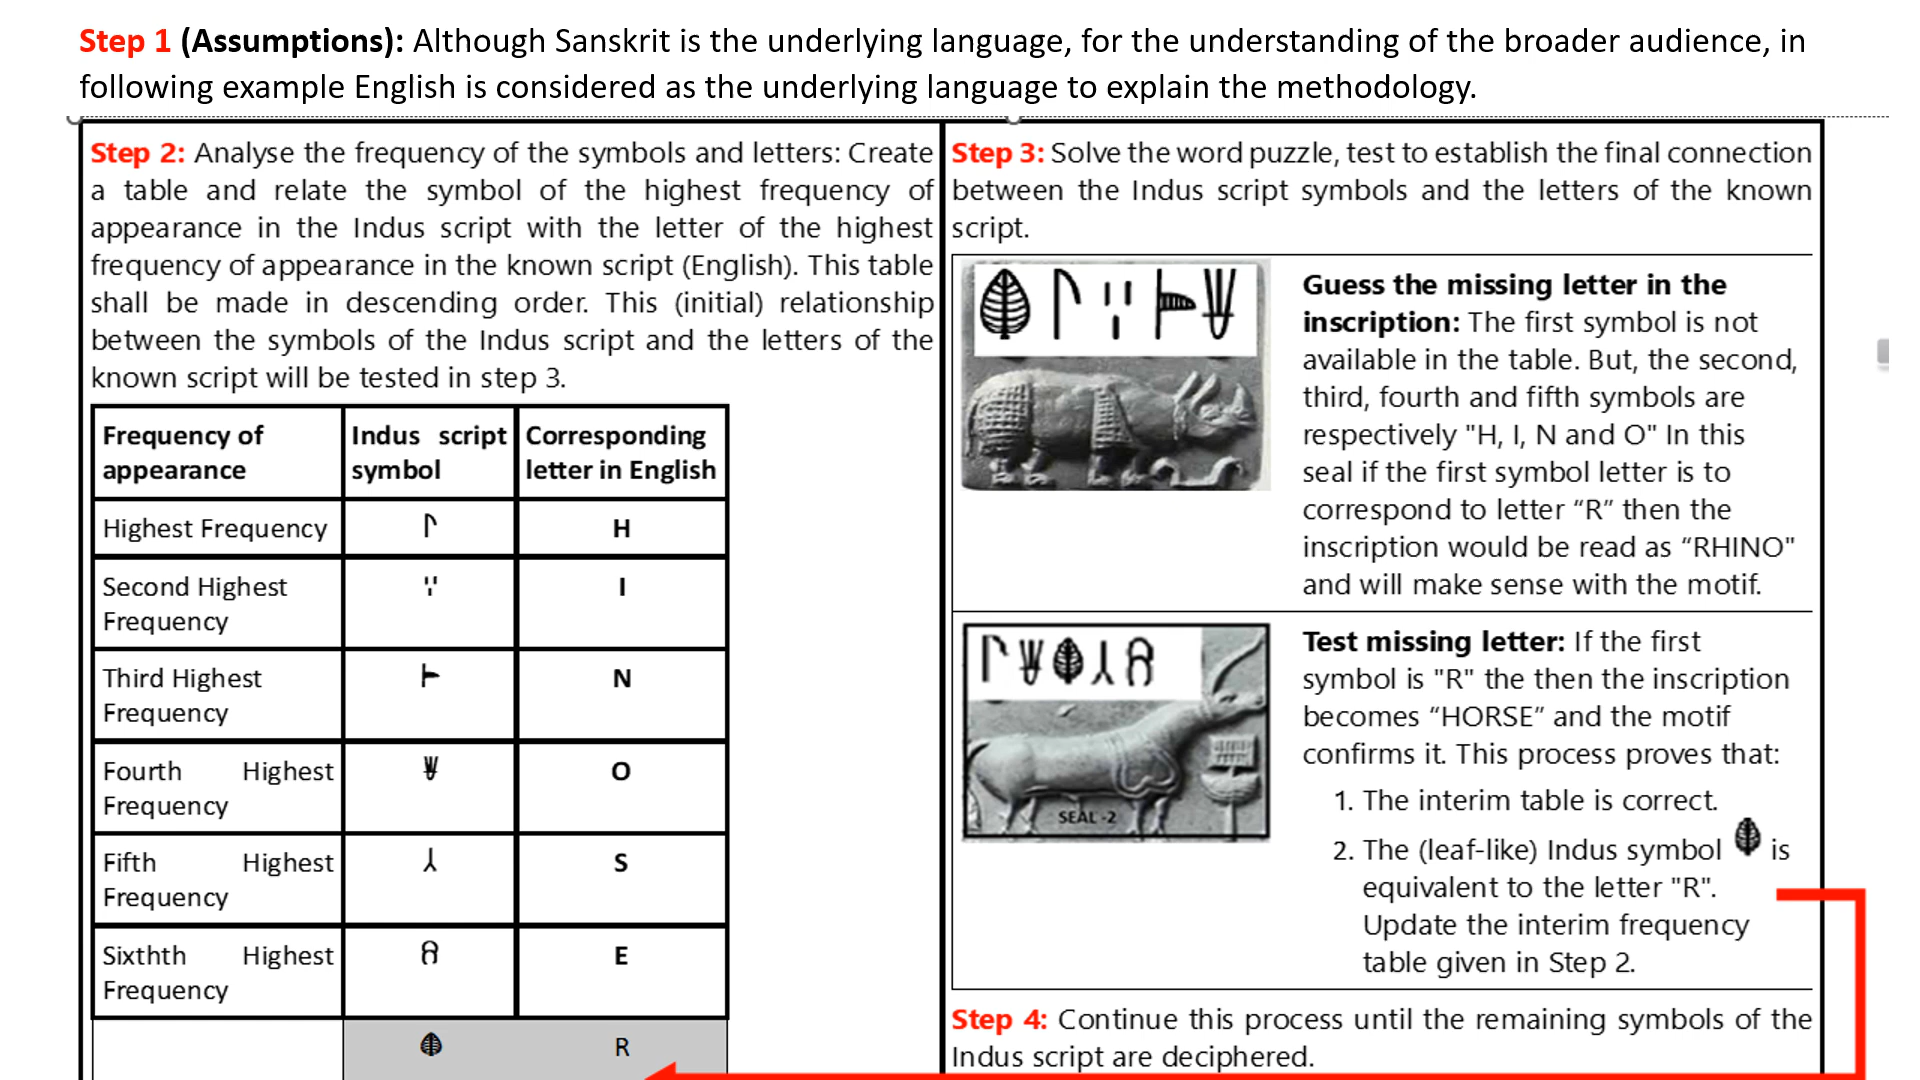 Step 1 (Assumptions): Although Sanskrit is the underlying language, for the understanding of the broader audience, in
following example English is considered as the underlying language to explain the methodology.
Step 2: Analyse the frequency of the symbols and letters: Create
a table and relate the symbol of the highest frequency of
appearance in the Indus script with the letter of the highest
frequency of appearance in the known script (English). This table
shall be made in descending order. This (initial) relationship
between the symbols of the Indus script and the letters of the
known script will be tested in step 3.
Frequency of appearance
Indus script symbol
Corresponding letter in English
Highest Frequency
H
Second Highest Frequency
I
Third Highest Frequency
N
Fourth Highest Frequency
O
Fifth Highest Frequency
S
Sixthth Highest Frequency
E
R
Step 3: Solve the word puzzle, test to establish the final connection
between the Indus script symbols and the letters of the known
script.
Guess the missing letter in the
inscription: The first symbol is not
available in the table. But, the second,
third, fourth and fifth symbols are
respectively "H, I, N and O" In this
seal if the first symbol letter is to
correspond to letter “R” then the
inscription would be read as “RHINO"
and will make sense with the motif.
SEAL-2
Test missing letter: If the first
symbol is "R" the then the inscription
becomes “HORSE” and the motif
confirms it. This process proves that:
1. The interim table is correct.
2. The (leaf-like) Indus symbol is
equivalent to the letter "R".
Update the interim frequency
table given in Step 2.
Step 4: Continue this process until the remaining symbols of the
Indus script are deciphered.